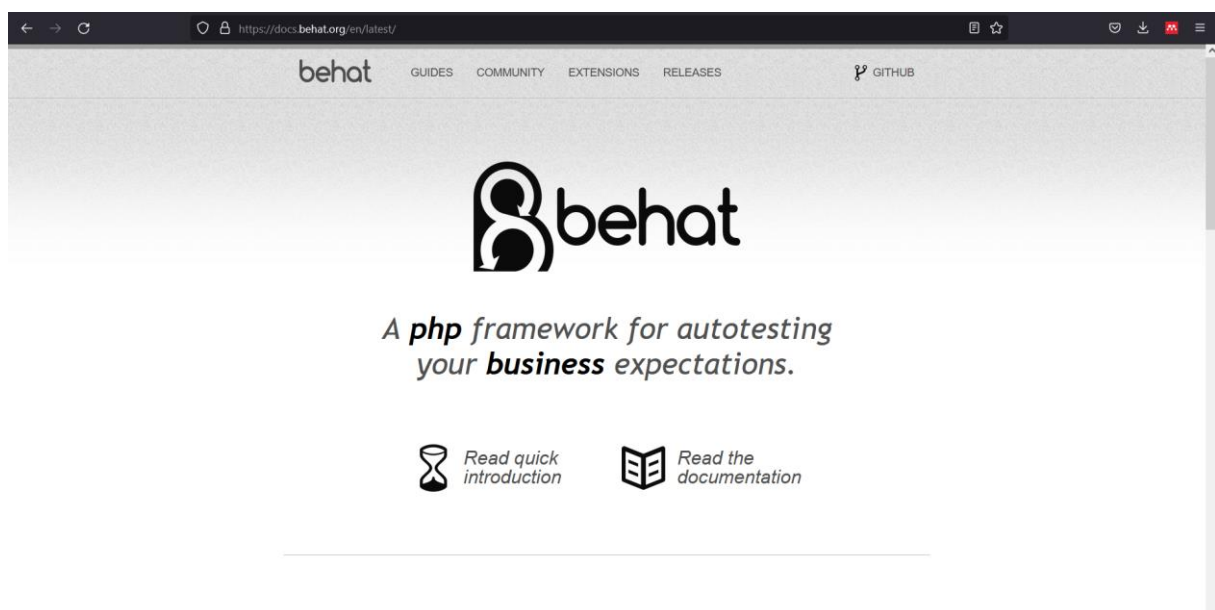 https://docs.behat.org/en/latest/
behat GUIDES COMMUNITY EXTENSIONS RELEASES GITHUB
behat
A php framework for autotesting
your business expectations.
Read quick
introduction
Read the
documentation